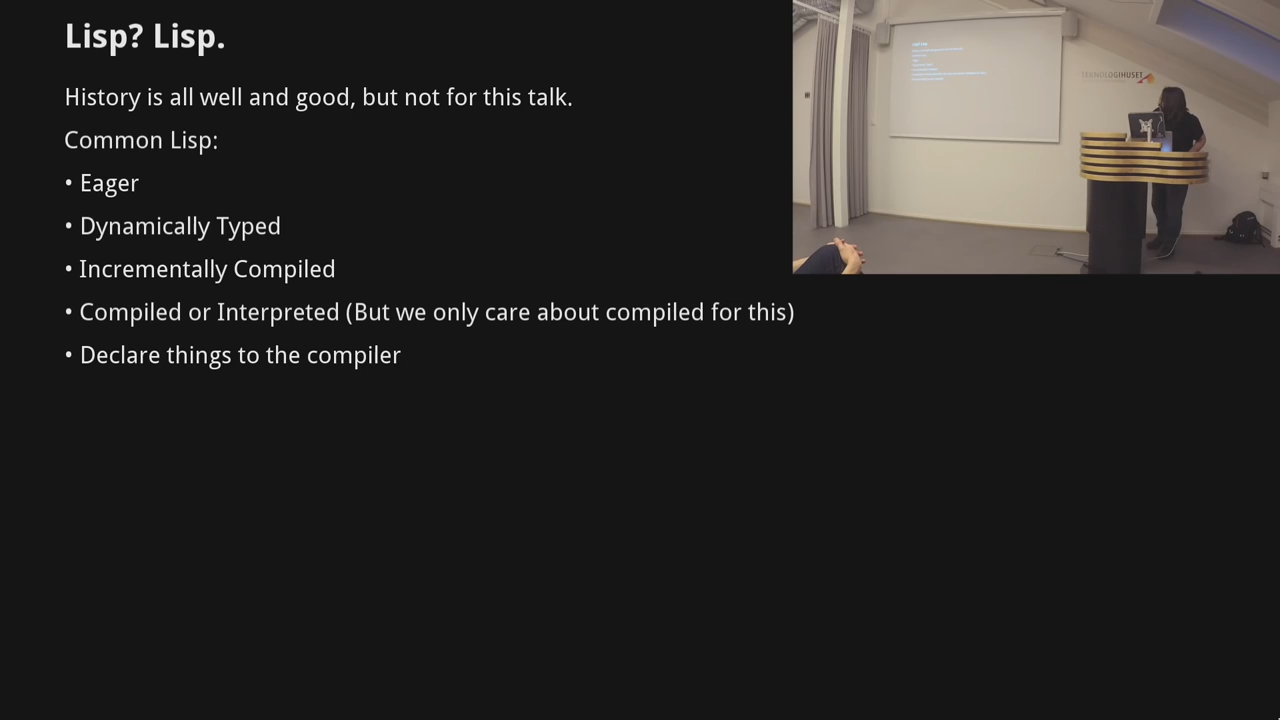 Lisp? Lisp.
History is all well and good, but not for this talk.
Common Lisp:
• Eager
• Dynamically Typed
• Incrementally Compiled
• Compiled or Interpreted (But we only care about compiled for this)
• Declare things to the compiler
TEKNOLOGIHUSET